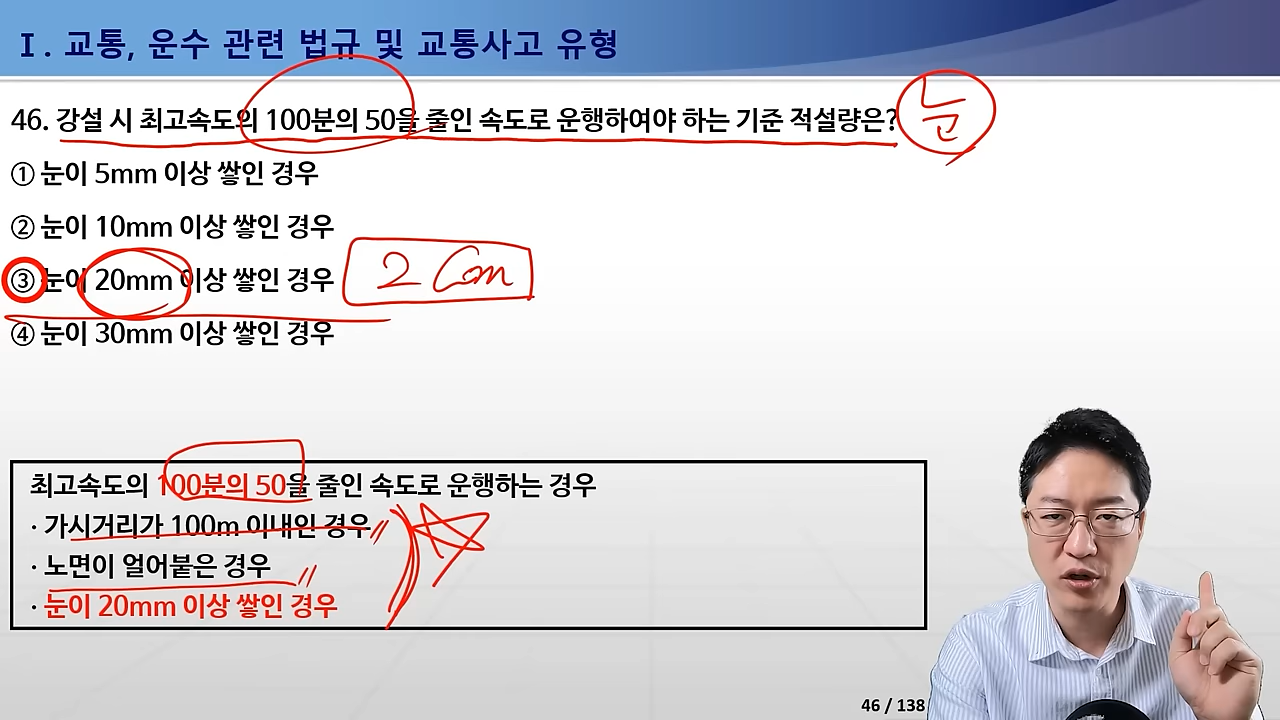 Ⅰ. 교통, 운수 관련 법규 및 교통사고 유형
46. 강설 시 최고속도의 100분의 50을 줄인 속도로 운행하여야 하는 기준 적설량은? 눈
① 눈이 5mm 이상 쌓인 경우
② 눈이 10mm 이상 쌓인 경우
③ 눈이 20mm 이상 쌓인 경우 2 Cm
④ 눈이 30mm 이상 쌓인 경우
최고속도의 100분의 50을 줄인 속도로 운행하는 경우
· 가시거리가 100m 이내인 경우
· 노면이 얼어붙은 경우
· 눈이 20mm 이상 쌓인 경우
46 / 138